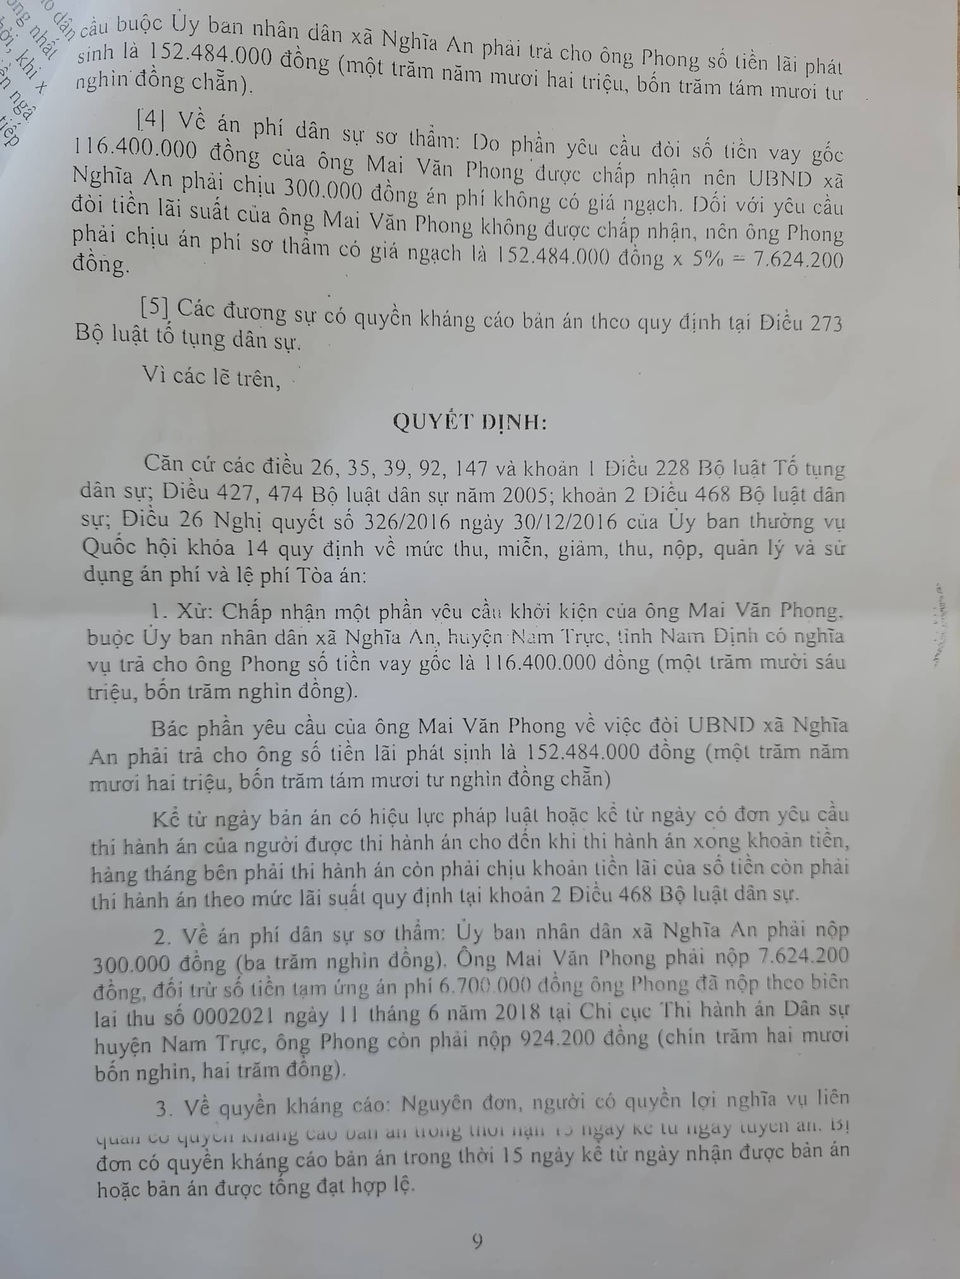 cầu buộc Ủy ban nhân dân xã Nghĩa An phải trả cho ông Phong số tiền lãi phát
sinh là 152.484.000 đồng (một trăm năm mươi hai triệu, bốn trăm tám mươi tư
nghìn đồng chẵn).
[4] Về án phí dân sự sơ thẩm: Do phần yêu cầu đòi số tiền vay gốc
116.400.000 đồng của ông Mai Văn Phong được chấp nhận nên UBND xã
Nghĩa An phải chịu 300.000 đồng án phí không có giá ngạch. Đối với yêu cầu
đòi tiền lãi suất của ông Mai Văn Phong không được chấp nhận, nên ông Phong
phải chịu án phí sơ thẩm có giá ngạch là 152.484.000 đồng x 5% = 7.624.200
đồng.
[5] Các đương sự có quyền kháng cáo bản án theo quy định tại Điều 273
Bộ luật tố tụng dân sự.
Vì các lẽ trên,
QUYẾT ĐỊNH:
Căn cứ các điều 26, 35, 39, 92, 147 và khoản 1 Điều 228 Bộ luật Tố tụng
dân sự; Điều 427, 474 Bộ luật dân sự năm 2005; khoản 2 Điều 468 Bộ luật dân
sự; Điều 26 Nghị quyết số 326/2016 ngày 30/12/2016 của Ủy ban thường vụ
Quốc hội khóa 14 quy định về mức thu, miễn, giảm, thu, nộp, quản lý và sử
dụng án phí và lệ phí Tòa án:
1. Xử: Chấp nhận một phần yêu cầu khởi kiện của ông Mai Văn Phong,
buộc Ủy ban nhân dân xã Nghĩa An, huyện Nam Trực, tỉnh Nam Định có nghĩa
vụ trả cho ông Phong số tiền vay gốc là 116.400.000 đồng (một trăm mười sáu
triệu, bốn trăm nghìn đồng).
Bác phần yêu cầu của ông Mai Văn Phong về việc đòi UBND xã Nghĩa
An phải trả cho ông số tiền lãi phát sịnh là 152.484.000 đồng (một trăm năm
mươi hai triệu, bốn trăm tám mươi tư nghìn đồng chẵn)
Kể từ ngày bản án có hiệu lực pháp luật hoặc kể từ ngày có đơn yêu cầu
thi hành án của người được thi hành án cho đến khi thi hành án xong khoản tiền,
hàng tháng bên phải thi hành án còn phải chịu khoản tiền lãi của số tiền còn phải
thi hành án theo mức lãi suất quy định tại khoản 2 Điều 468 Bộ luật dân sự.
2. Về án phí dân sự sơ thẩm: Ủy ban nhân dân xã Nghĩa An phải nộp
300.000 đồng (ba trăm nghìn đồng). Ông Mai Văn Phong phải nộp 7.624.200
đồng, đối trừ số tiền tạm ứng án phí 6.700.000 đồng ông Phong đã nộp theo biên
lai thu số 0002021 ngày 11 tháng 6 năm 2018 tại Chi cục Thi hành án Dân sự
huyện Nam Trực, ông Phong còn phải nộp 924.200 đồng (chín trăm hai mươi
bốn nghìn, hai trăm đồng).
3. Về quyền kháng cáo: Nguyên đơn, người có quyền lợi nghĩa vụ liên
quan có quyền kháng cáo bản án trong thời hạn 15 ngày kể từ ngày tuyên án. Bị
đơn có quyền kháng cáo bản án trong thời 15 ngày kể từ ngày nhận được bản án
hoặc bản án được tống đạt hợp lệ.
9